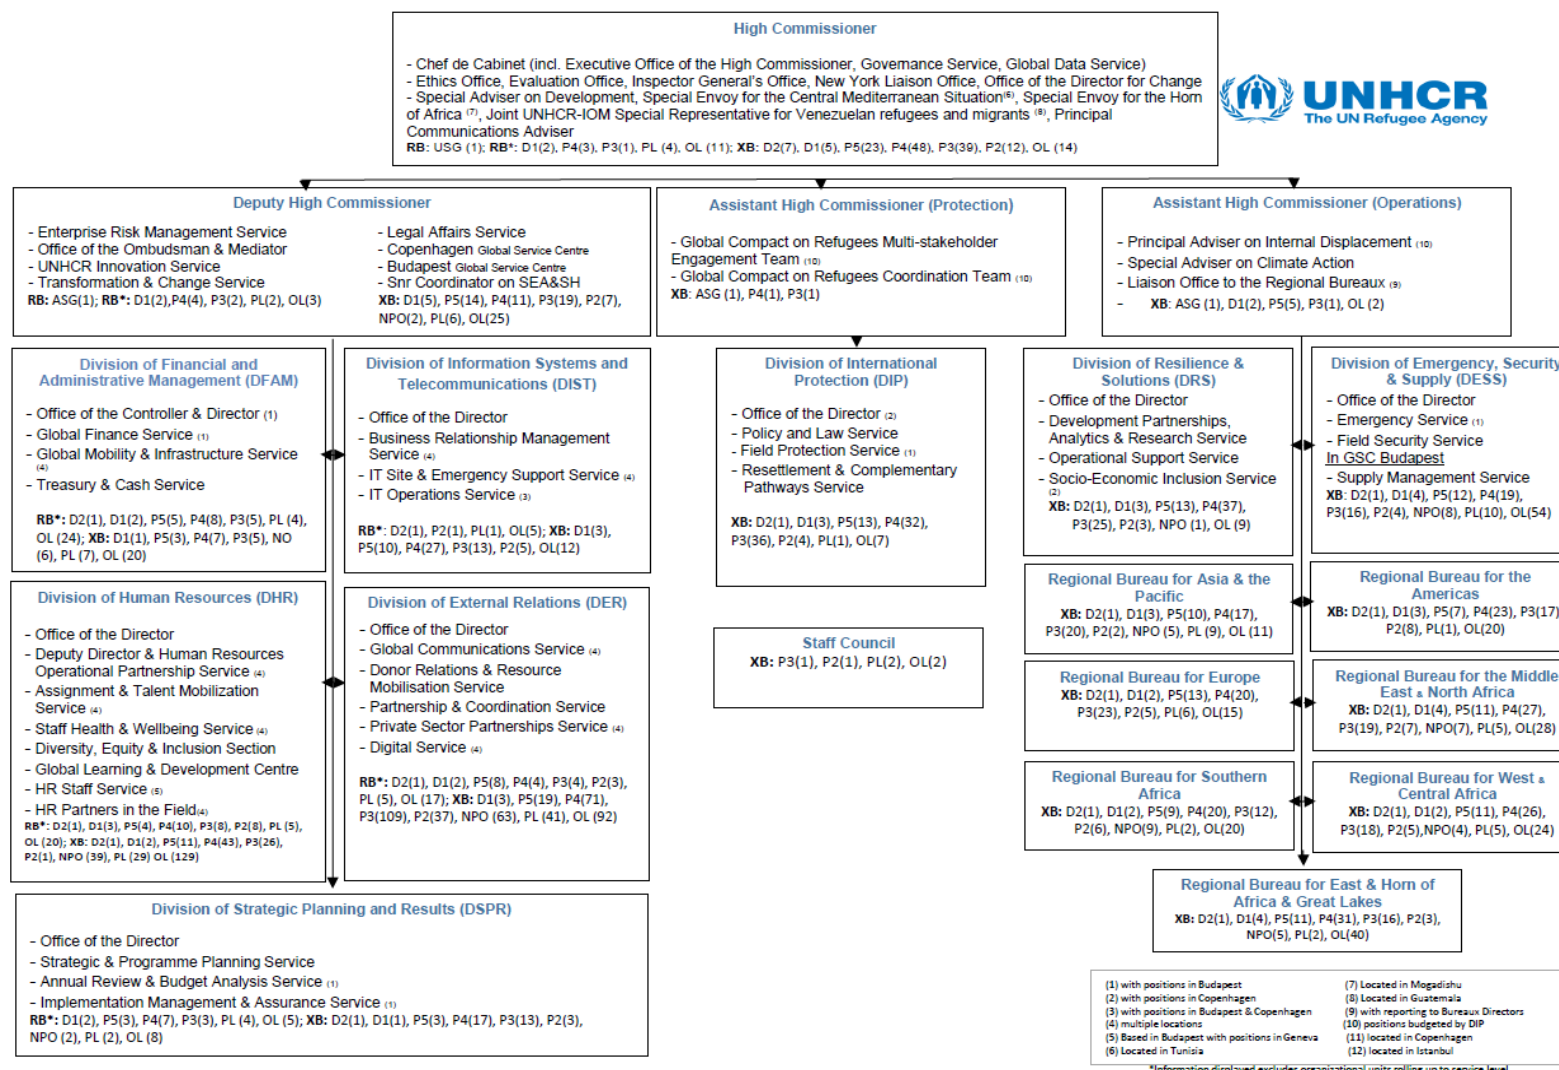 High Commissioner
- Chef de Cabinet (incl. Executive Office of the High Commissioner, Governance Service, Global Data Service)
- Ethics Office, Evaluation Office, Inspector General's Office, New York Liaison Office, Office of the Director for Change
- Special Adviser on Development, Special Envoy for the Central Mediterranean Situation(6), Special Envoy for the Horn
of Africa (7), Joint UNHCR-IOM Special Representative for Venezuelan refugees and migrants (8), Principal
Communications Adviser
RB: USG (1); RB*: D1(2), P4(3), P3(1), PL (4), OL (11); XB: D2(7), D1(5), P5(23), P4(48), P3(39), P2(12), OL (14)
UNHCR
The UN Refugee Agency
Deputy High Commissioner
- Enterprise Risk Management Service
- Office of the Ombudsman & Mediator
- UNHCR Innovation Service
- Transformation & Change Service
RB: ASG(1); RB*: D1(2),P4(4), P3(2), PL(2), OL(3)
- Legal Affairs Service
- Copenhagen Global Service Centre
- Budapest Global Service Centre
- Snr Coordinator on SEA&SH
XB: D1(5), P5(14), P4(11), P3(19), P2(7),
NPO(2), PL(6), OL(25)
Assistant High Commissioner (Protection)
- Global Compact on Refugees Multi-stakeholder
Engagement Team (10)
- Global Compact on Refugees Coordination Team (10)
XB: ASG (1), P4(1), P3(1)
Assistant High Commissioner (Operations)
- Principal Adviser on Internal Displacement (10)
- Special Adviser on Climate Action
- Liaison Office to the Regional Bureaux (9)
- XB: ASG (1), D1(2), P5(5), P3(1), OL (2)
Division of Financial and
Administrative Management (DFAM)
- Office of the Controller & Director (1)
- Global Finance Service (1)
- Global Mobility & Infrastructure Service
(4)
- Treasury & Cash Service
RB*: D2(1), D1(2), P5(5), P4(8), P3(5), PL (4),
OL (24); XB: D1(1), P5(3), P4(7), P3(5), NO
(6), PL (7), OL (20)
Division of Information Systems and
Telecommunications (DIST)
- Office of the Director
- Business Relationship Management
Service (4)
- IT Site & Emergency Support Service (4)
- IT Operations Service (3)
RB*: D2(1), P2(1), PL(1), OL(5); XB: D1(3),
P5(10), P4(27), P3(13), P2(5), OL(12)
Division of International
Protection (DIP)
- Office of the Director (2)
- Policy and Law Service
- Field Protection Service (1)
- Resettlement & Complementary
Pathways Service
XB: D2(1), D1(3), P5(13), P4(32),
P3(36), P2(4), PL(1), OL(7)
Division of Resilience &
Solutions (DRS)
- Office of the Director
- Development Partnerships,
Analytics & Research Service
- Operational Support Service
- Socio-Economic Inclusion Service
(2)
XB: D2(1), D1(3), P5(13), P4(37),
P3(25), P2(3), NPO (1), OL (9)
Division of Emergency, Security
& Supply (DESS)
- Office of the Director
- Emergency Service (1)
- Field Security Service
In GSC Budapest
- Supply Management Service
XB: D2(1), D1(4), P5(12), P4(19),
P3(16), P2(4), NPO(8), PL(10), OL(54)
Division of Human Resources (DHR)
- Office of the Director
- Deputy Director & Human Resources
Operational Partnership Service (4)
- Assignment & Talent Mobilization
Service (4)
- Staff Health & Wellbeing Service (4)
- Diversity, Equity & Inclusion Section
- Global Learning & Development Centre
- HR Staff Service (5)
- HR Partners in the Field(4)
RB*: D2(1), D1(3), P5(4), P4(10), P3(8), P2(8), PL (5),
OL (20); XB: D2(1), D1(2), P5(11), P4(43), P3(26),
P2(1), NPO (39), PL (29) OL (129)
Division of External Relations (DER)
- Office of the Director
- Global Communications Service (4)
- Donor Relations & Resource
Mobilisation Service
- Partnership & Coordination Service
- Private Sector Partnerships Service (4)
- Digital Service (4)
RB*: D2(1), D1(2), P5(8), P4(4), P3(4), P2(3),
PL (5), OL (17); XB: D1(3), P5(19), P4(71),
P3(109), P2(37), NPO (63), PL (41), OL (92)
Staff Council
XB: P3(1), P2(1), PL(2), OL(2)
Regional Bureau for Asia & the
Pacific
XB: D2(1), D1(3), P5(10), P4(17),
P3(20), P2(2), NPO (5), PL (9), OL (11)
Regional Bureau for the
Americas
XB: D2(1), D1(3), P5(7), P4(23), P3(17)
P2(8), PL(1), OL(20)
Regional Bureau for Europe
XB: D2(1), D1(2), P5(13), P4(20),
P3(23), P2(5), PL(6), OL(15)
Regional Bureau for the Middle
East & North Africa
XB: D2(1), D1(4), P5(11), P4(27),
P3(19), P2(7), NPO(7), PL(5), OL(28)
Regional Bureau for Southern
Africa
XB: D2(1), D1(2), P5(9), P4(20), P3(12),
P2(6), NPO(9), PL(2), OL(20)
Regional Bureau for West &
Central Africa
XB: D2(1), D1(2), P5(11), P4(26),
P3(18), P2(5),NPO(4), PL(5), OL(24)
Regional Bureau for East & Horn of
Africa & Great Lakes
XB: D2(1), D1(4), P5(11), P4(31), P3(16), P2(3),
NPO(5), PL(2), OL(40)
Division of Strategic Planning and Results (DSPR)
- Office of the Director
- Strategic & Programme Planning Service
- Annual Review & Budget Analysis Service (1)
- Implementation Management & Assurance Service (1)
RB*: D1(2), P5(3), P4(7), P3(3), PL (4), OL (5); XB: D2(1), D1(1), P5(3), P4(17), P3(13), P2(3),
NPO (2), PL (2), OL (8)
(1) with positions in Budapest
(2) with positions in Copenhagen
(3) with positions in Budapest & Copenhagen
(4) multiple locations
(5) Based in Budapest with positions in Geneva
(6) Located in Tunisia
(7) Located in Mogadishu
(8) Located in Guatemala
(9) with reporting to Bureaux Directors
(10) positions budgeted by DIP
(11) located in Copenhagen
(12) located in Istanbul
*Information displayed excludes organizational units rolling up to service level